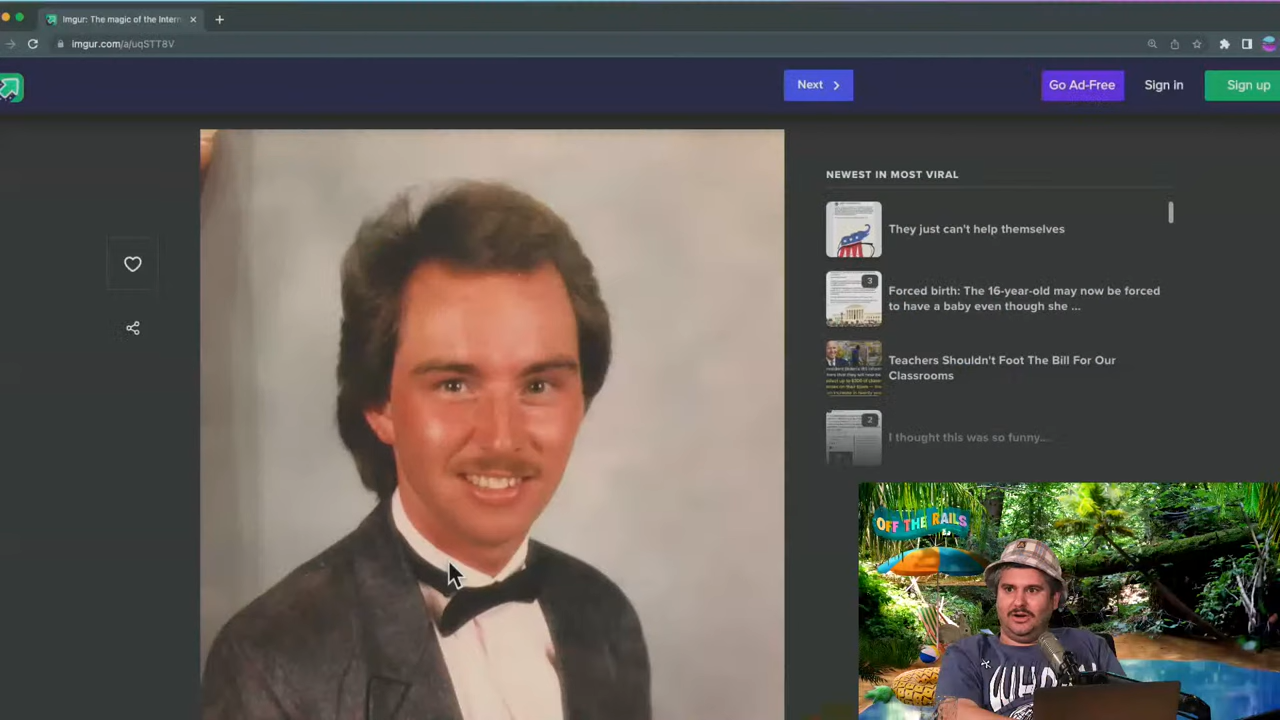 Imgur: The magic of the Intern
imgur.com/a/uqSTT8V
Next
Go Ad-Free
Sign in
Sign up
NEWEST IN MOST VIRAL
They just can't help themselves
3
Forced birth: The 16-year-old may now be forced
to have a baby even though she ...
Teachers Shouldn't Foot The Bill For Our
Classrooms
2
I thought this was so funny...
OFF THE RAILS